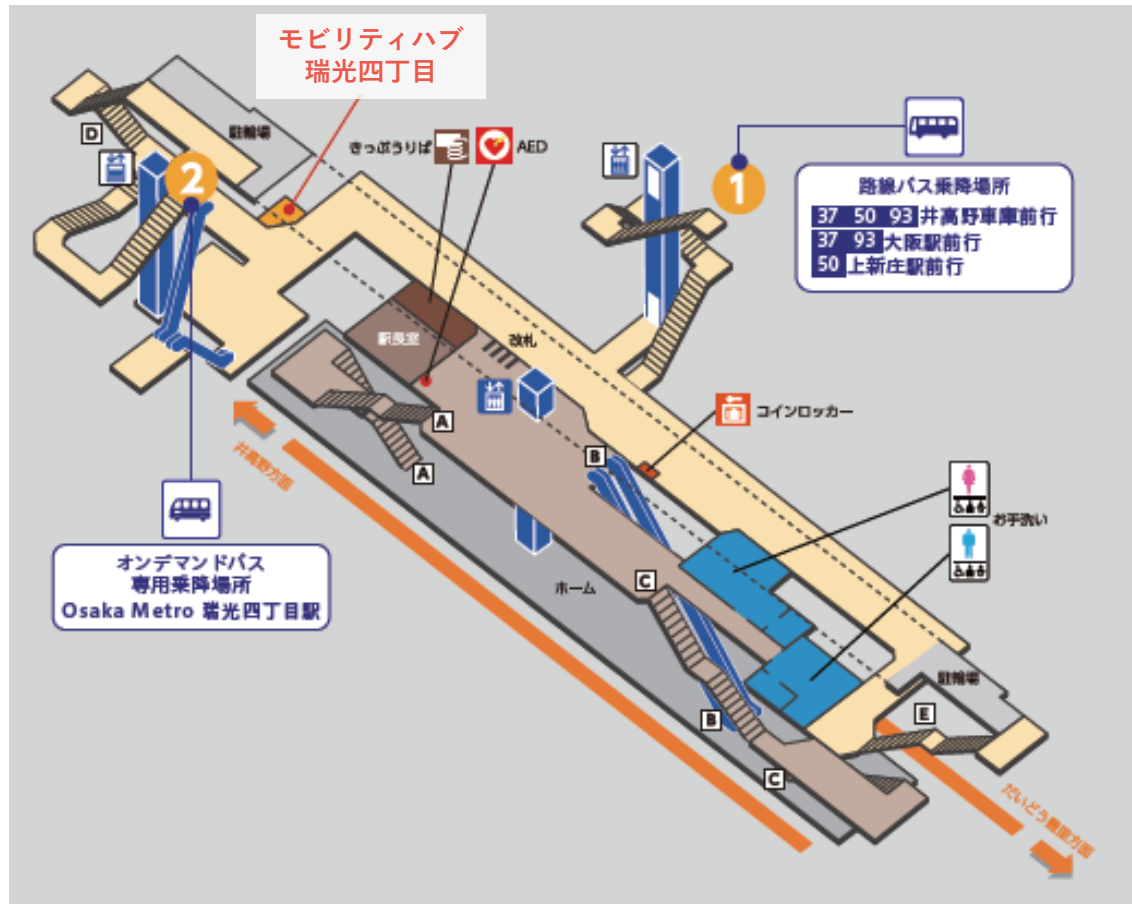 モビリティハブ
瑞光四丁目
D
駐輪場
2
きっぷうりば
AED
1
路線バス乗降場所
37 50 93 井高野車庫前行
37 93 大阪駅前行
50 上新庄駅前行
駅長室
改札
A
A
井高野方面
B
コインロッカー
お手洗い
オンデマンドバス
専用乗降場所
Osaka Metro 瑞光四丁目駅
ホーム
C
駐輪場
E
B
C
だいどう豊里方面